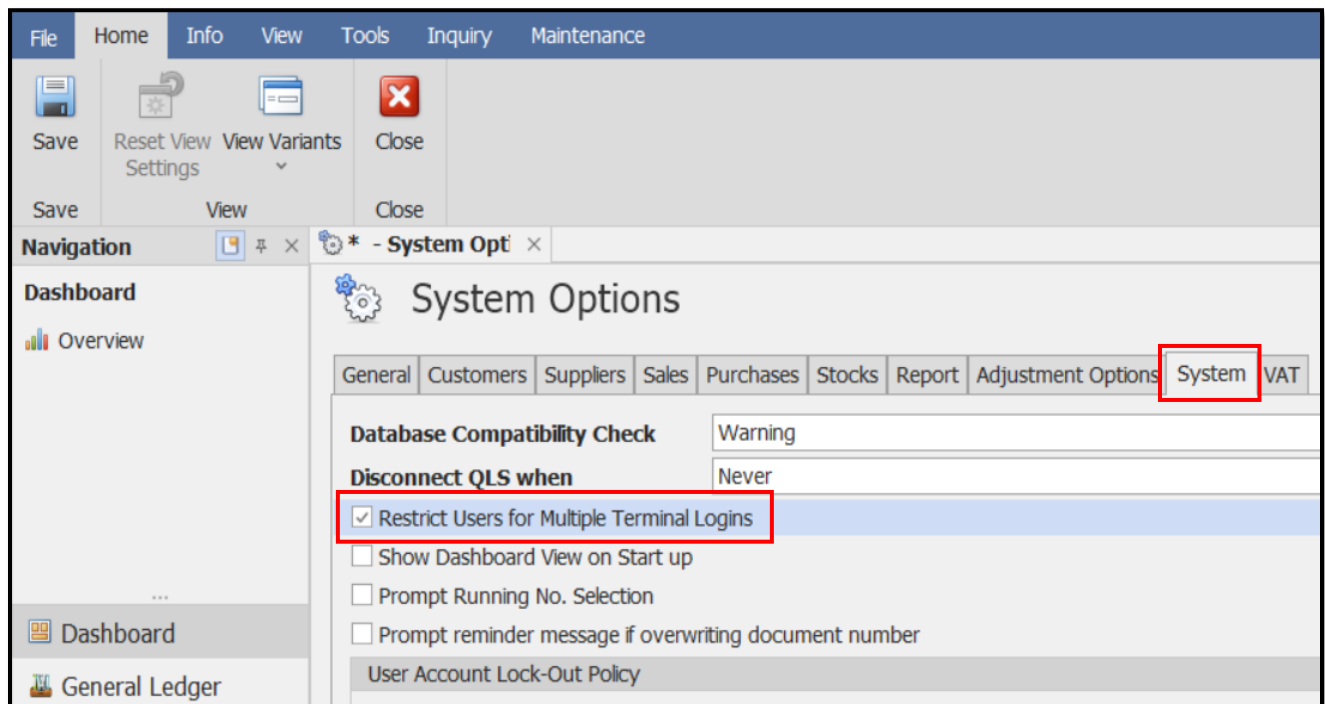 File Home Info View Tools Inquiry Maintenance
Save Reset View Settings View Variants Close
Save View Close
Navigation
* - System Opti
Dashboard
Overview
System Options
General Customers Suppliers Sales Purchases Stocks Report Adjustment Options System VAT
Database Compatibility Check Warning
Disconnect QLS when Never
Restrict Users for Multiple Terminal Logins
Show Dashboard View on Start up
Prompt Running No. Selection
Prompt reminder message if overwriting document number
User Account Lock-Out Policy
...
Dashboard
General Ledger